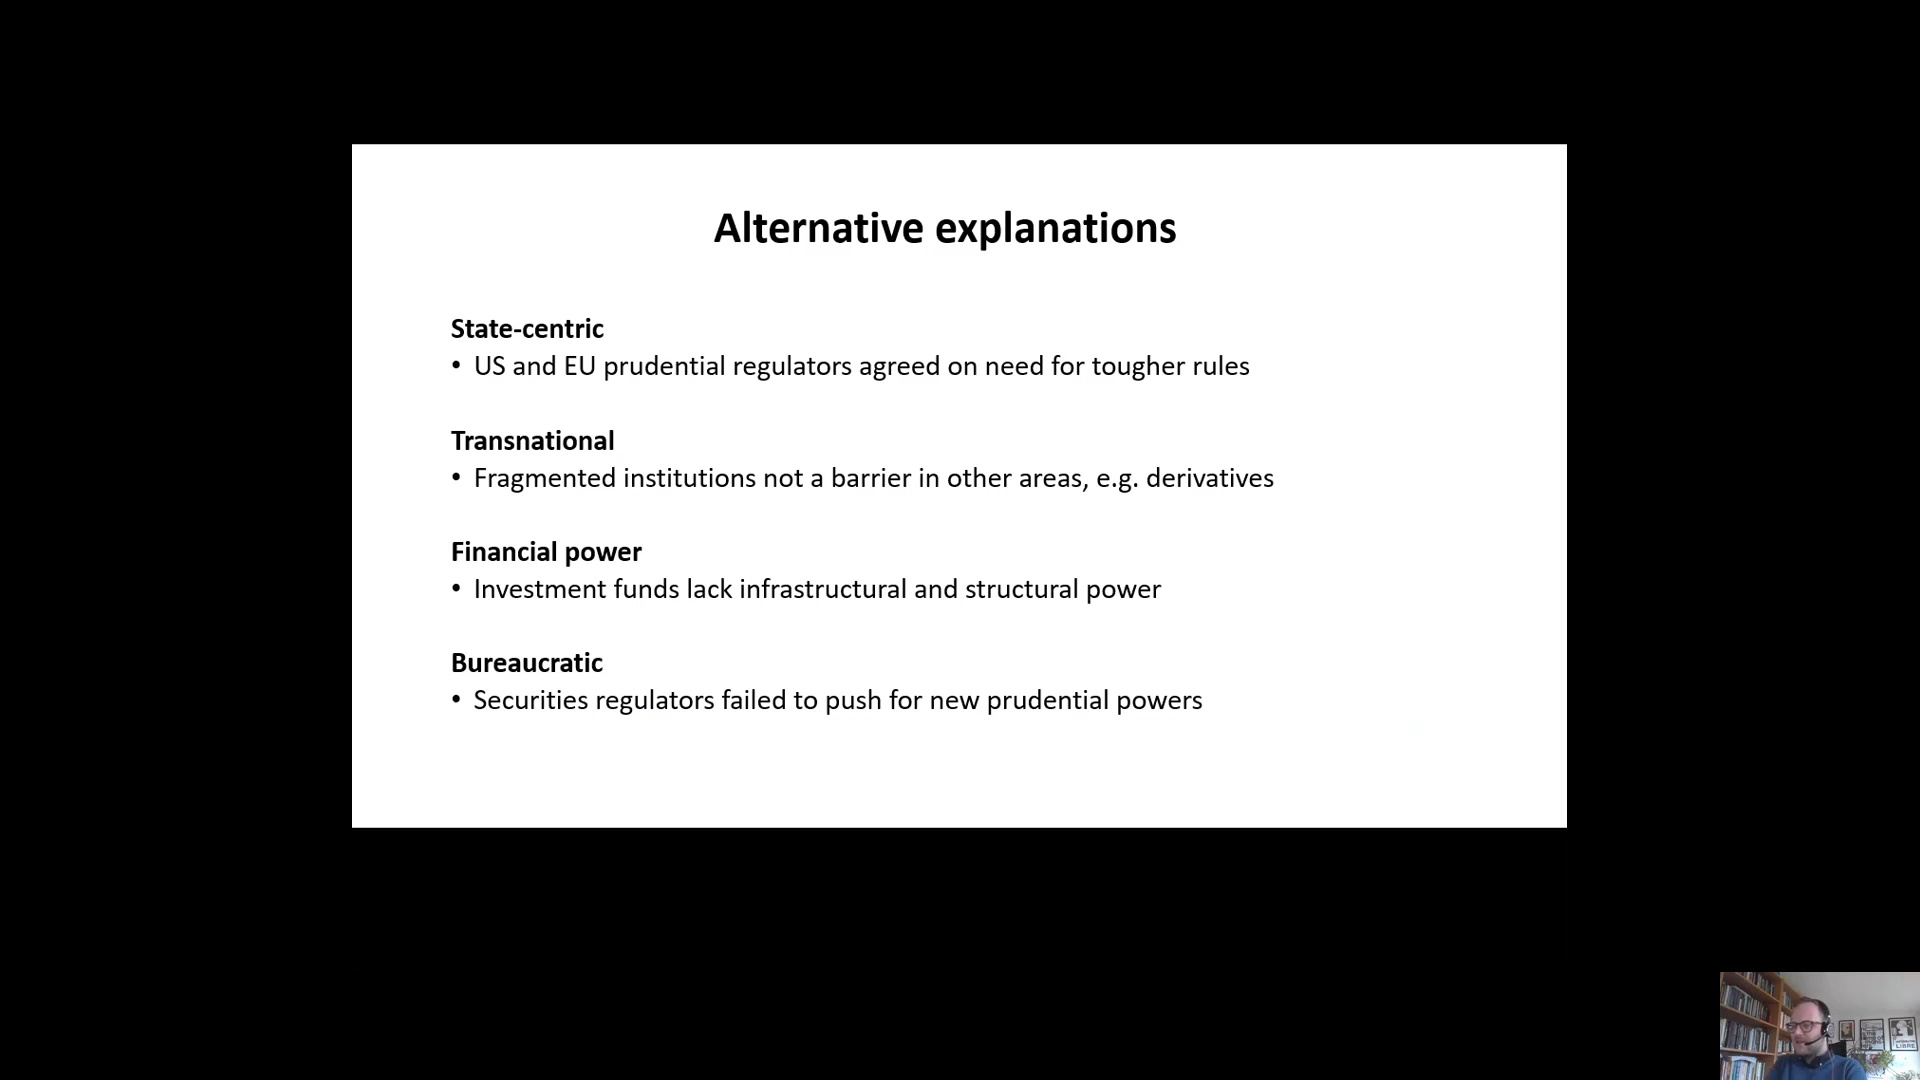 Alternative explanations
State-centric
• US and EU prudential regulators agreed on need for tougher rules
Transnational
• Fragmented institutions not a barrier in other areas, e.g. derivatives
Financial power
• Investment funds lack infrastructural and structural power
Bureaucratic
• Securities regulators failed to push for new prudential powers
LIBRE